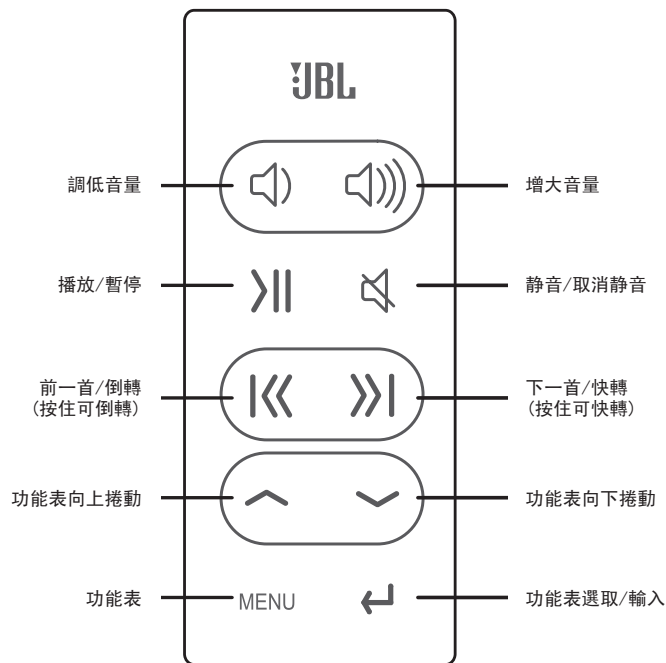 JBL
調低音量
增大音量
播放/暫停
静音/取消静音
前一首/倒轉
(按住可倒轉)
下一首/快轉
(按住可快轉)
功能表向上捲動
功能表向下捲動
功能表
MENU
功能表選取/輸入